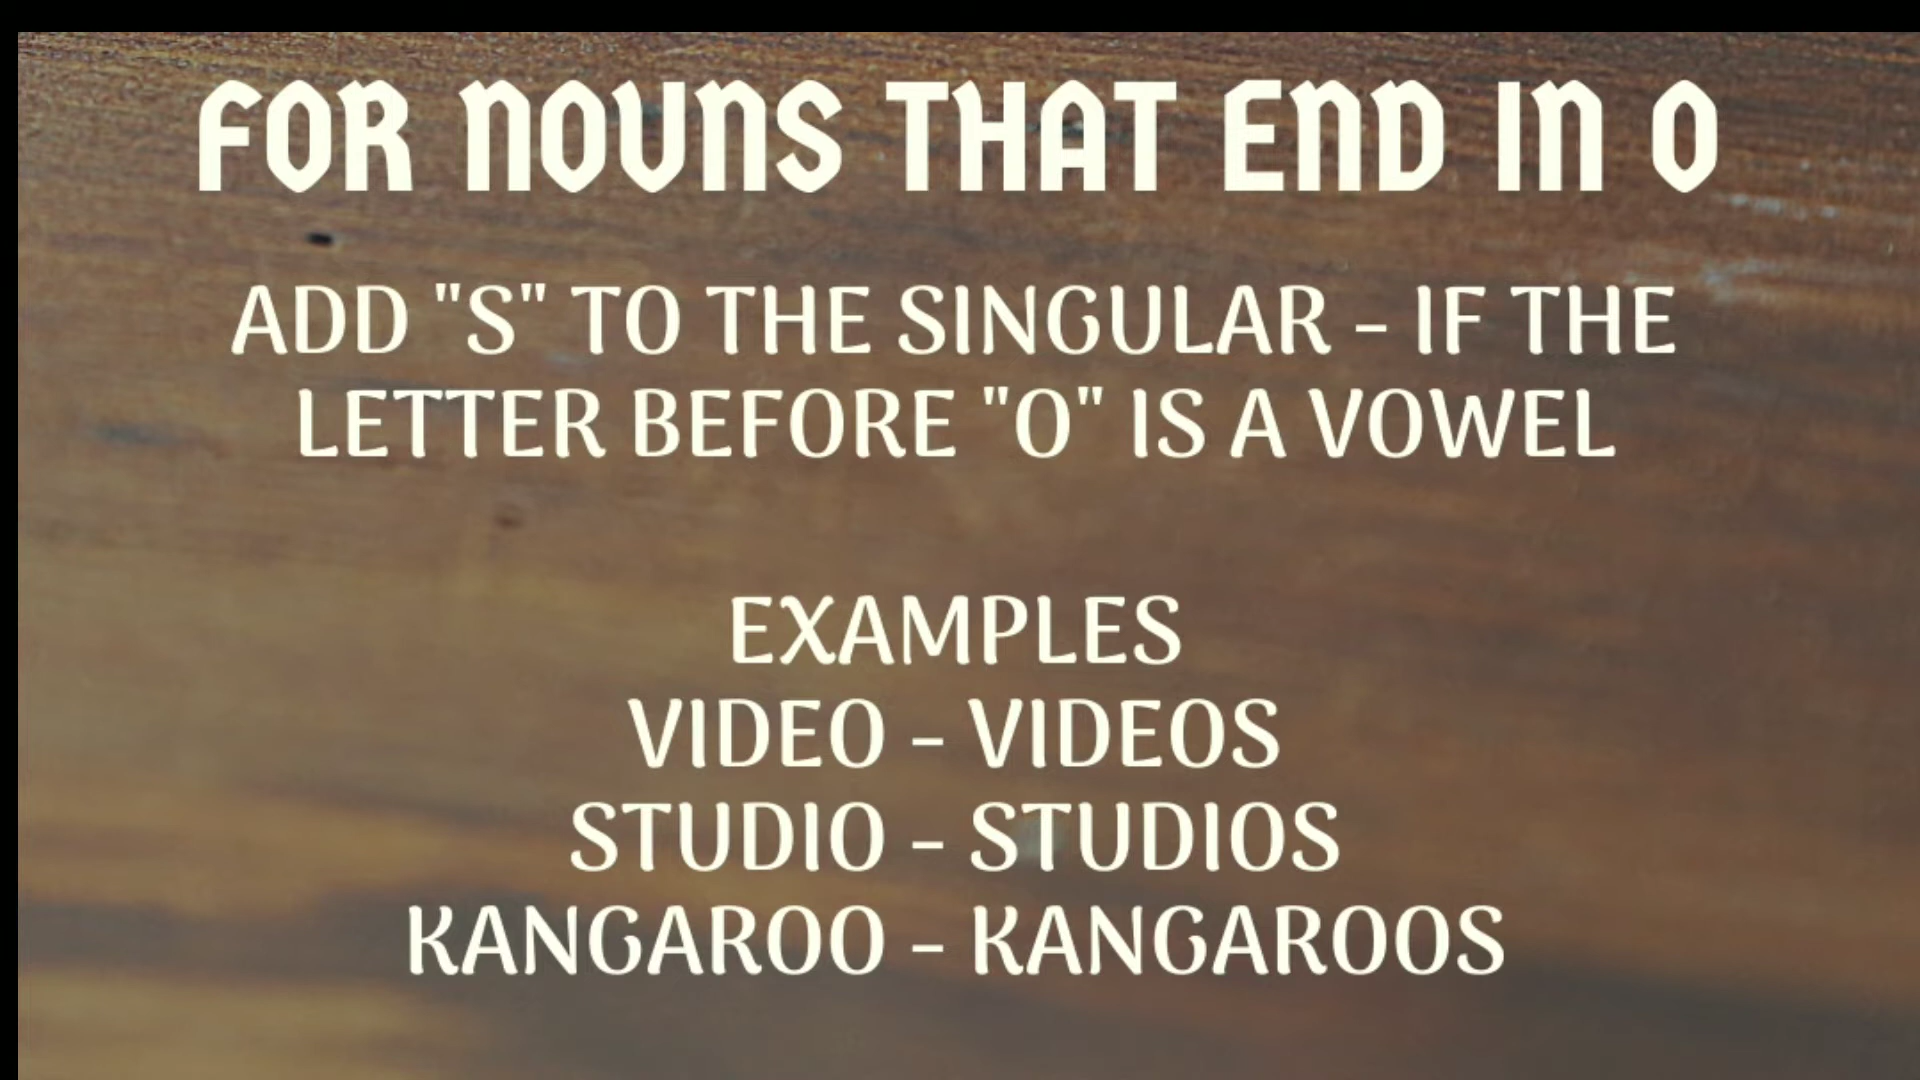 FOR NOUNS THAT END IN O
ADD "S" TO THE SINGULAR - IF THE
LETTER BEFORE "O" IS A VOWEL
EXAMPLES
VIDEO - VIDEOS
STUDIO - STUDIOS
KANGAROO - KANGAROOS